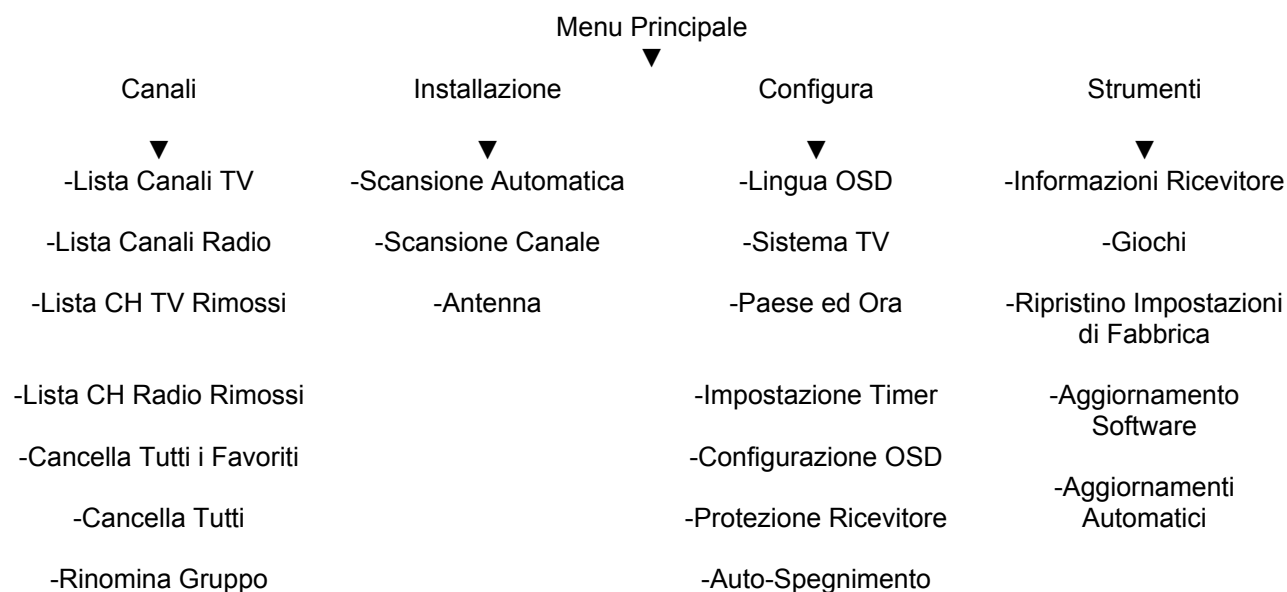 Menu Principale
▼
Canali
Installazione
Configura
Strumenti
▼
▼
▼
▼
-Lista Canali TV
-Scansione Automatica
-Lingua OSD
-Informazioni Ricevitore
-Lista Canali Radio
-Scansione Canale
-Sistema TV
-Giochi
-Lista CH TV Rimossi
-Antenna
-Paese ed Ora
-Ripristino Impostazioni
di Fabbrica
-Lista CH Radio Rimossi
-Impostazione Timer
-Aggiornamento
Software
-Cancella Tutti i Favoriti
-Configurazione OSD
-Aggiornamenti
Automatici
-Cancella Tutti
-Protezione Ricevitore
-Rinomina Gruppo
-Auto-Spegnimento